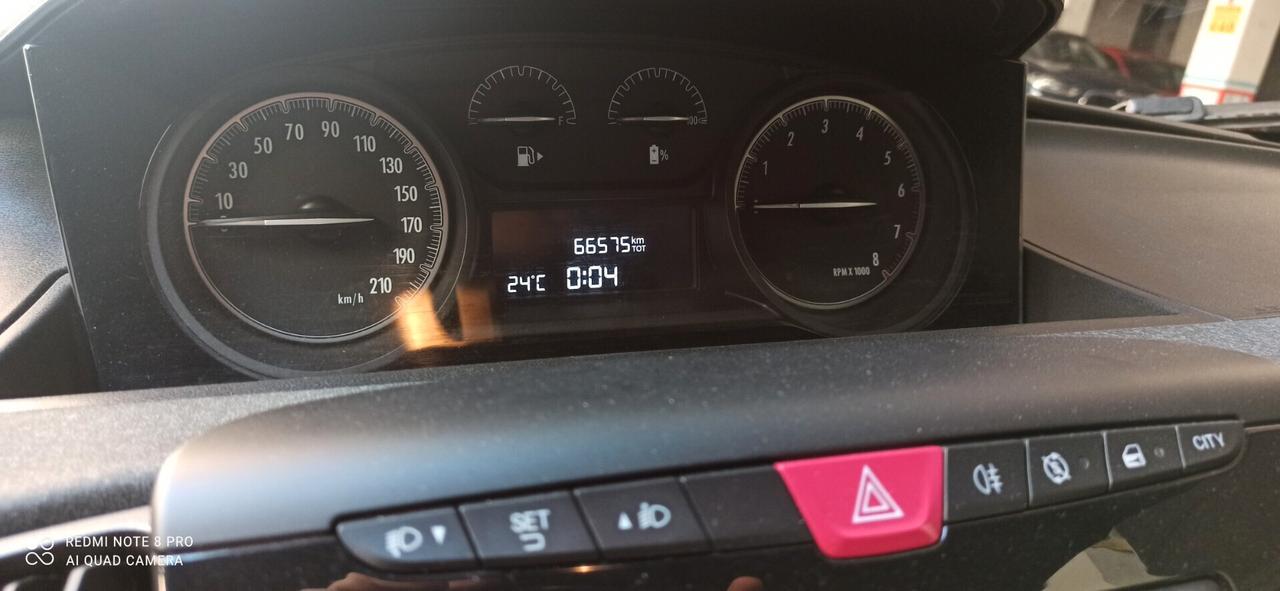 10 30 50 70 90 110 130 150 170 190 210
km/h
F
100
%
66575 km TOT
24°C 0:04
1 2 3 4 5 6 7 8
RPM X 1000
SET
CITY
REDMI NOTE 8 PRO
AI QUAD CAMERA